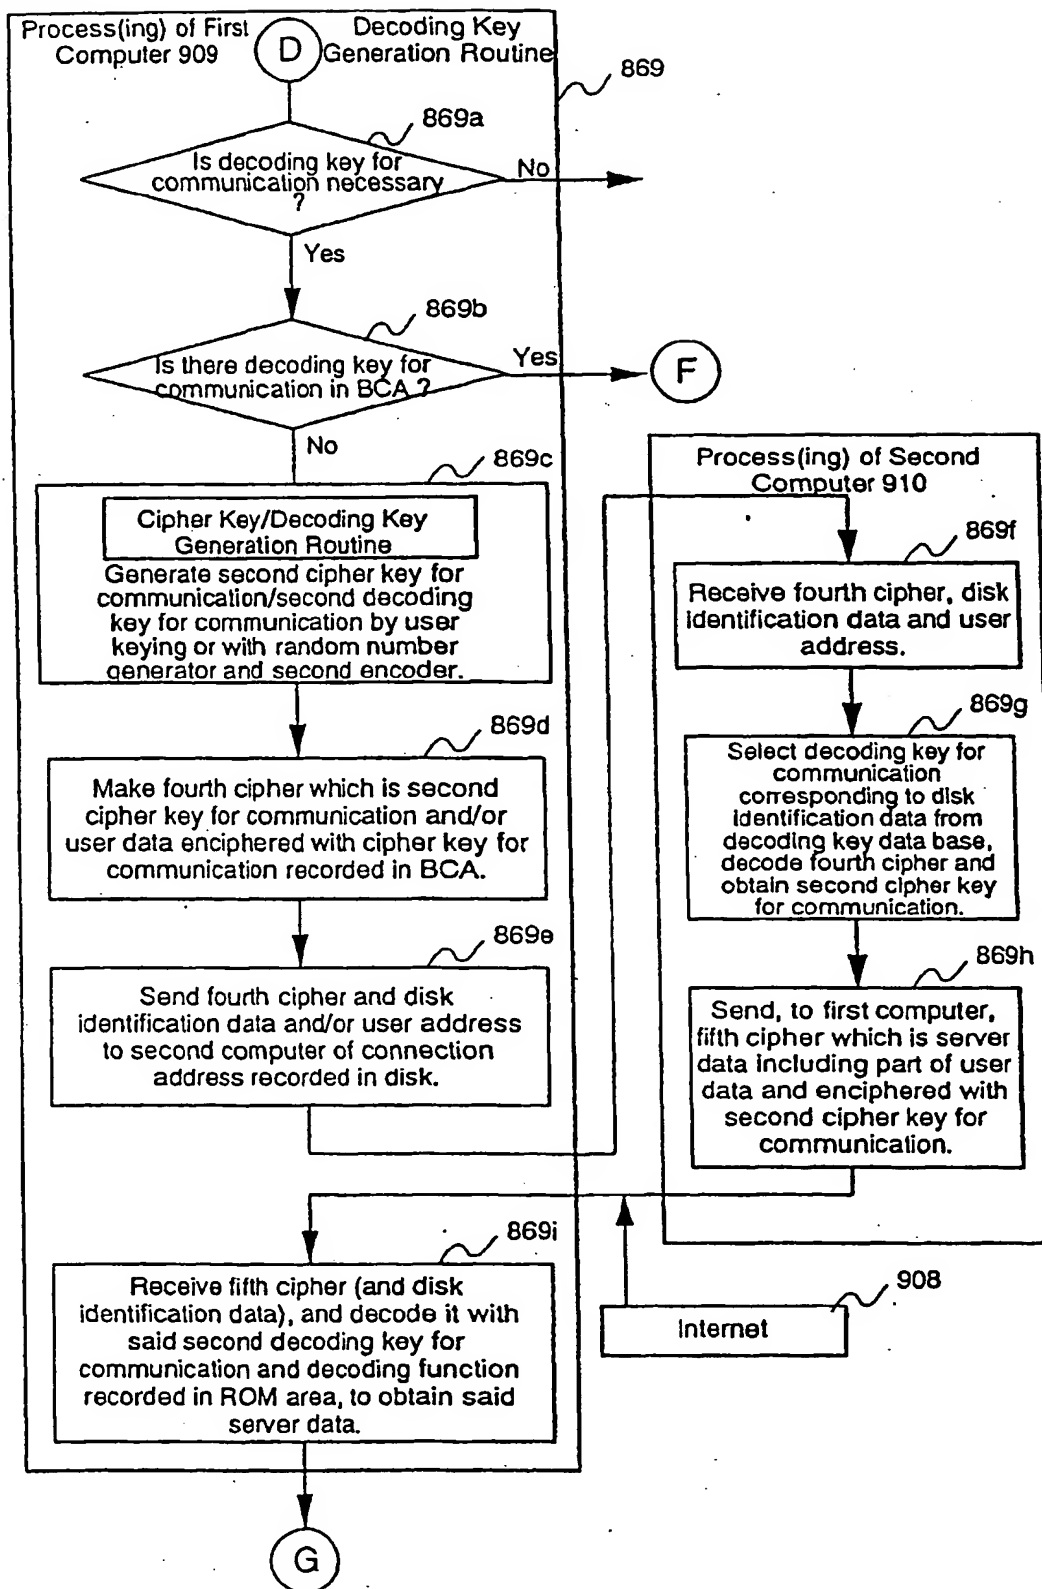 Process(ing) of First
Computer 909
D
Decoding Key
Generation Routine
869
869a
Is decoding key for
communication necessary
?
No
Yes
869b
Is there decoding key for
communication in BCA ?
Yes
F
No
869c
Cipher Key/Decoding Key
Generation Routine
Generate second cipher key for
communication/second decoding
key for communication by user
keying or with random number
generator and second encoder.
869d
Make fourth cipher which is second
cipher key for communication and/or
user data enciphered with cipher key for
communication recorded in BCA.
869e
Send fourth cipher and disk
identification data and/or user address
to second computer of connection
address recorded in disk.
Process(ing) of Second
Computer 910
869f
Receive fourth cipher, disk
identification data and user
address.
869g
Select decoding key for
communication
corresponding to disk
identification data from
decoding key data base,
decode fourth cipher and
obtain second cipher key
for communication.
869h
Send, to first computer,
fifth cipher which is server
data including part of user
data and enciphered with
second cipher key for
communication.
869i
Receive fifth cipher (and disk
identification data), and decode it with
said second decoding key for
communication and decoding function
recorded in ROM area, to obtain said
server data.
908
Internet
G